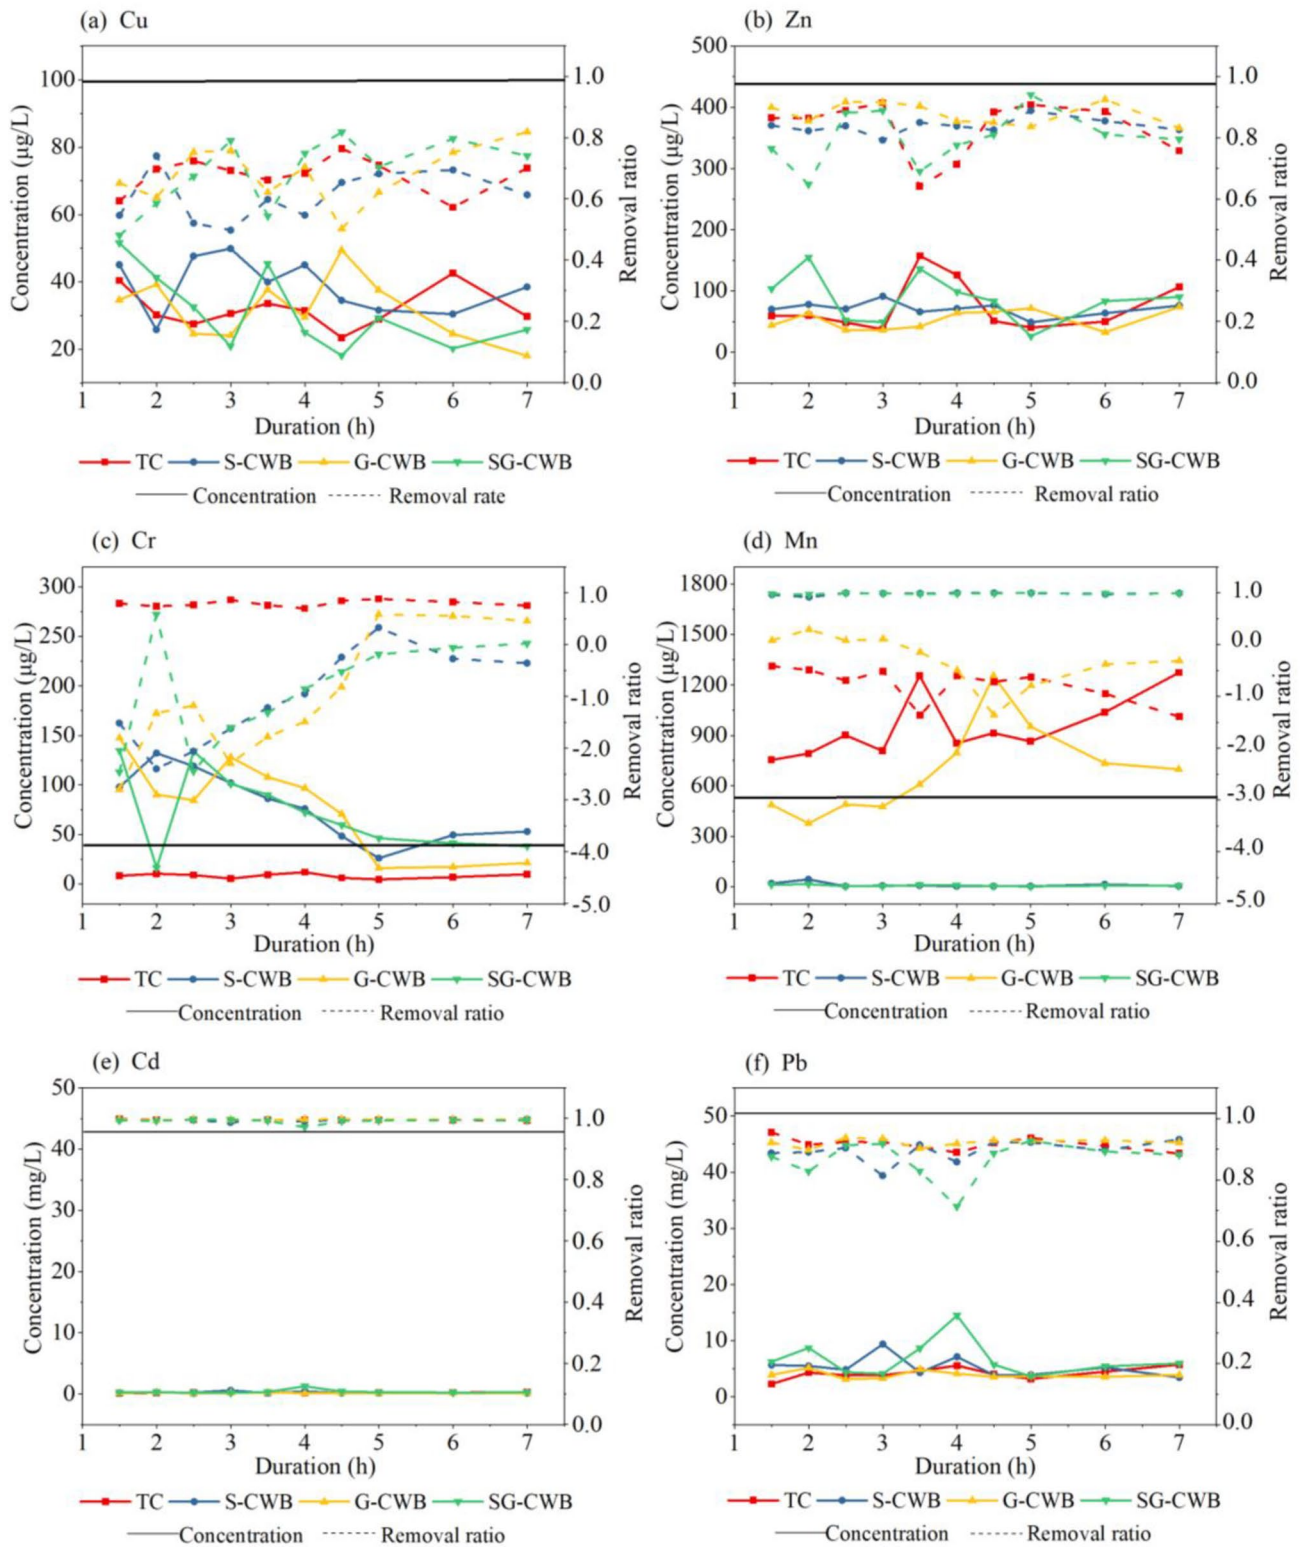 (a) Cu
(b) Zn
Concentration (µg/L)
100
80
60
40
20
1.0
0.8
0.6
0.4
0.2
0.0
Removal ratio
1 2 3 4 5 6 7
Duration (h)
TC S-CWB G-CWB SG-CWB
Concentration Removal rate
Concentration (µg/L)
500
400
300
200
100
0
1.0
0.8
0.6
0.4
0.2
0.0
Removal ratio
1 2 3 4 5 6 7
Duration (h)
TC S-CWB G-CWB SG-CWB
Concentration Removal ratio
(c) Cr
(d) Mn
Concentration (µg/L)
300
250
200
150
100
50
0
1.0
0.0
-1.0
-2.0
-3.0
-4.0
-5.0
Removal ratio
1 2 3 4 5 6 7
Duration (h)
TC S-CWB G-CWB SG-CWB
Concentration Removal ratio
Concentration (µg/L)
1800
1500
1200
900
600
300
0
1.0
0.0
-1.0
-2.0
-3.0
-4.0
-5.0
Removal ratio
1 2 3 4 5 6 7
Duration (h)
TC S-CWB G-CWB SG-CWB
Concentration Removal ratio
(e) Cd
(f) Pb
Concentration (mg/L)
50
40
30
20
10
0
1.0
0.8
0.6
0.4
0.2
0.0
Removal ratio
1 2 3 4 5 6 7
Duration (h)
TC S-CWB G-CWB SG-CWB
Concentration Removal ratio
Concentration (mg/L)
50
40
30
20
10
0
1.0
0.8
0.6
0.4
0.2
0.0
Removal ratio
1 2 3 4 5 6 7
Duration (h)
TC S-CWB G-CWB SG-CWB
Concentration Removal ratio